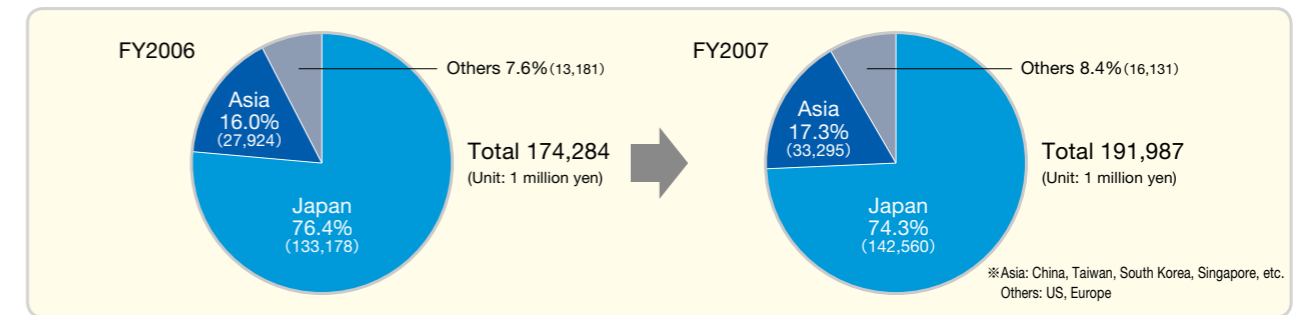 FY2006
Others 7.6%(13,181)
Asia
16.0%
(27,924)
Total 174,284
(Unit: 1 million yen)
Japan
76.4%
(133,178)
FY2007
Others 8.4%(16,131)
Asia
17.3%
(33,295)
Total 191,987
(Unit: 1 million yen)
Japan
74.3%
(142,560)
※Asia: China, Taiwan, South Korea, Singapore, etc.
Others: US, Europe